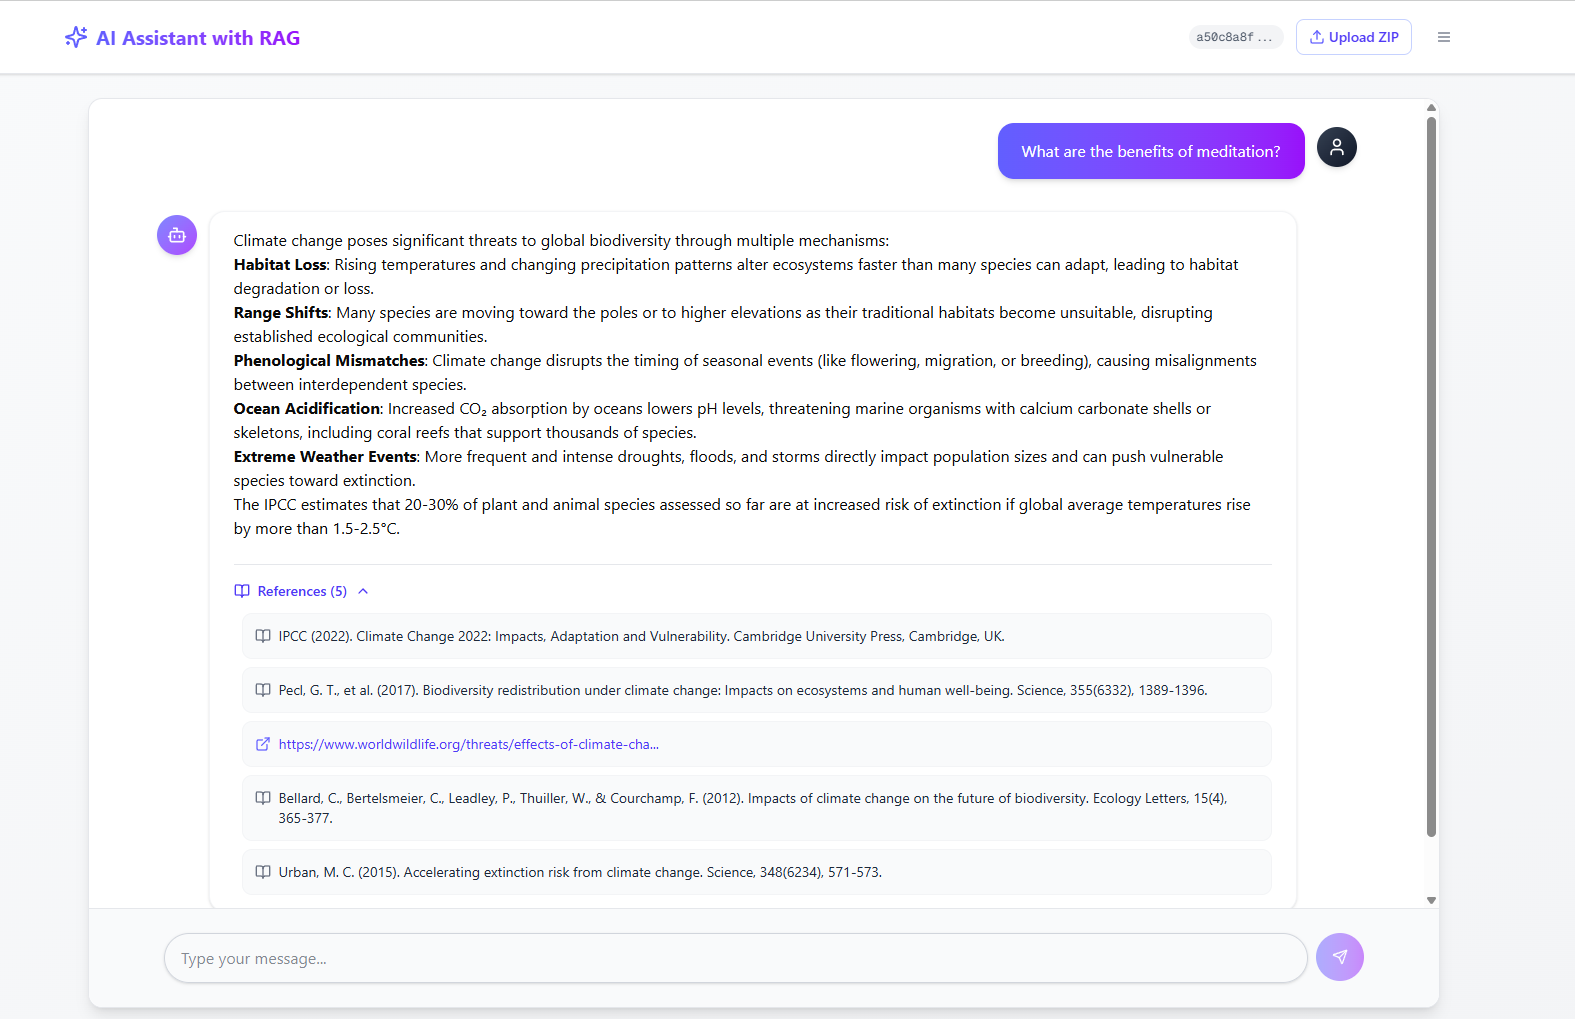 AI Assistant with RAG
a50c8a8f...
Upload ZIP
What are the benefits of meditation?
Climate change poses significant threats to global biodiversity through multiple mechanisms:
Habitat Loss: Rising temperatures and changing precipitation patterns alter ecosystems faster than many species can adapt, leading to habitat
degradation or loss.
Range Shifts: Many species are moving toward the poles or to higher elevations as their traditional habitats become unsuitable, disrupting
established ecological communities.
Phenological Mismatches: Climate change disrupts the timing of seasonal events (like flowering, migration, or breeding), causing misalignments
between interdependent species.
Ocean Acidification: Increased CO₂ absorption by oceans lowers pH levels, threatening marine organisms with calcium carbonate shells or
skeletons, including coral reefs that support thousands of species.
Extreme Weather Events: More frequent and intense droughts, floods, and storms directly impact population sizes and can push vulnerable
species toward extinction.
The IPCC estimates that 20-30% of plant and animal species assessed so far are at increased risk of extinction if global average temperatures rise
by more than 1.5-2.5°C.
References (5)
IPCC (2022). Climate Change 2022: Impacts, Adaptation and Vulnerability. Cambridge University Press, Cambridge, UK.
Pecl, G. T., et al. (2017). Biodiversity redistribution under climate change: Impacts on ecosystems and human well-being. Science, 355(6332), 1389-1396.
https://www.worldwildlife.org/threats/effects-of-climate-cha...
Bellard, C., Bertelsmeier, C., Leadley, P., Thuiller, W., & Courchamp, F. (2012). Impacts of climate change on the future of biodiversity. Ecology Letters, 15(4),
365-377.
Urban, M. C. (2015). Accelerating extinction risk from climate change. Science, 348(6234), 571-573.
Type your message...